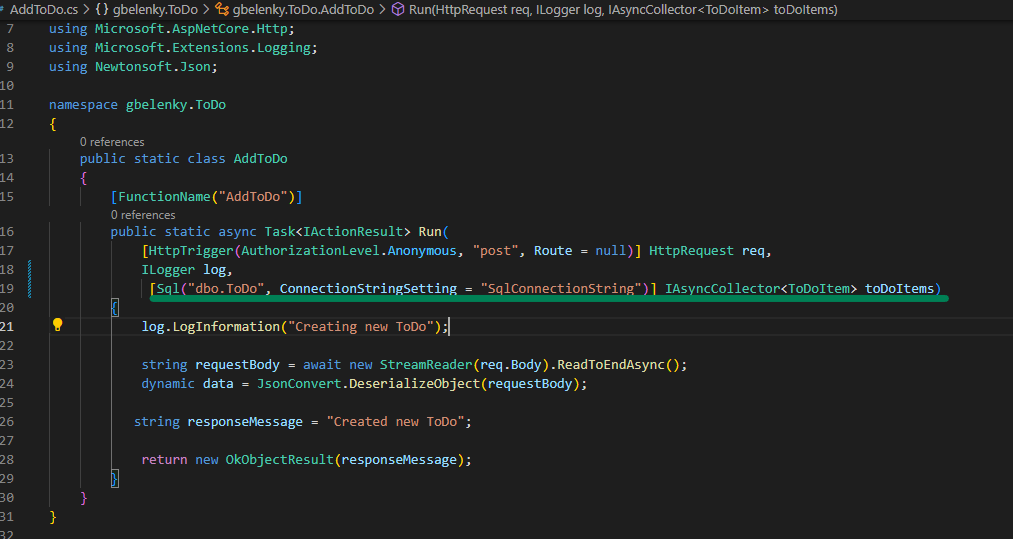 AddToDo.cs > {} gbelenky.ToDo > gbelenky.ToDo.AddToDo > Run(HttpRequest req, ILogger log, IAsyncCollector<ToDoItem> toDoItems)
7 using Microsoft.AspNetCore.Http;
8 using Microsoft.Extensions.Logging;
9 using Newtonsoft.Json;
10
11 namespace gbelenky.ToDo
12 {
0 references
13 public static class AddToDo
14 {
15 [FunctionName("AddToDo")]
0 references
16 public static async Task<IActionResult> Run(
17 [HttpTrigger(AuthorizationLevel.Anonymous, "post", Route = null)] HttpRequest req,
18 ILogger log,
19 [Sql("dbo.ToDo", ConnectionStringSetting = "SqlConnectionString")] IAsyncCollector<ToDoItem> toDoItems)
20 {
21 log.LogInformation("Creating new ToDo");
22
23 string requestBody = await new StreamReader(req.Body).ReadToEndAsync();
24 dynamic data = JsonConvert.DeserializeObject(requestBody);
25
26 string responseMessage = "Created new ToDo";
27
28 return new OkObjectResult(responseMessage);
29 }
30 }
31 }
32